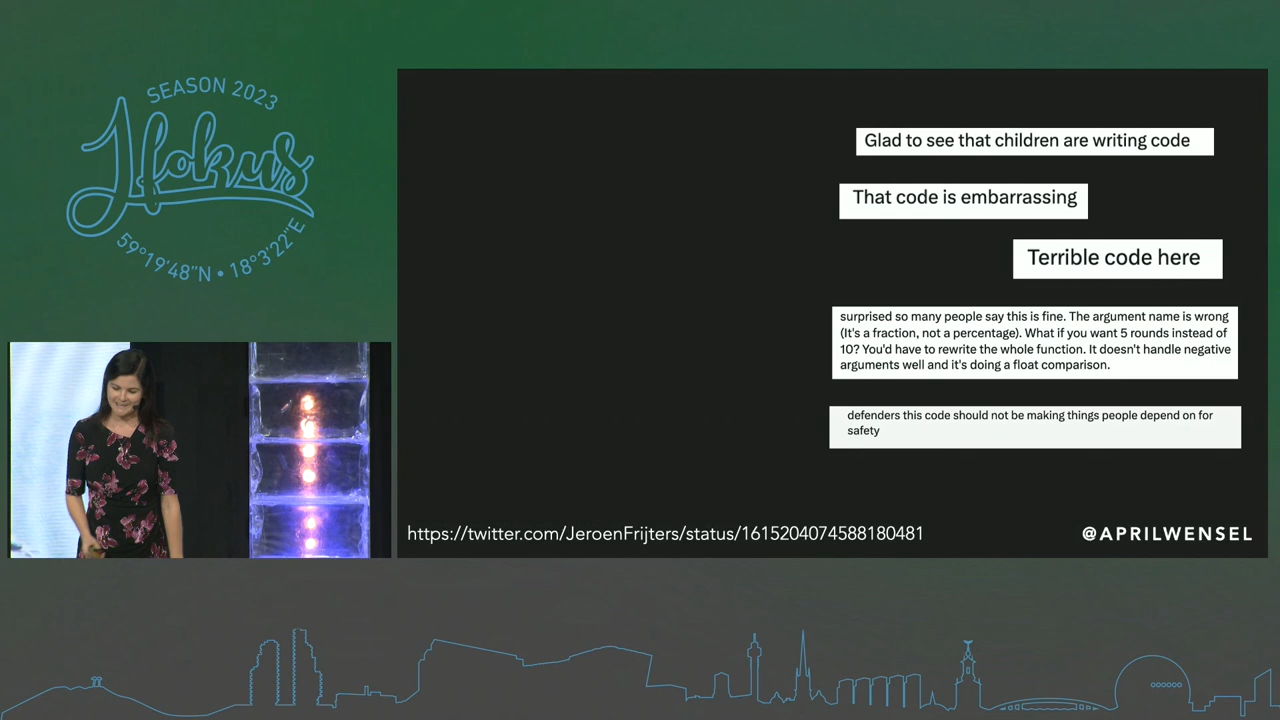 SEASON 2023
Hokus
59°19'48"N • 18°3'22"E
Glad to see that children are writing code
That code is embarrassing
Terrible code here
surprised so many people say this is fine. The argument name is wrong
(It's a fraction, not a percentage). What if you want 5 rounds instead of
10? You'd have to rewrite the whole function. It doesn't handle negative
arguments well and it's doing a float comparison.
defenders this code should not be making things people depend on for
safety
https://twitter.com/JeroenFrijters/status/1615204074588180481
@APRILWENSEL